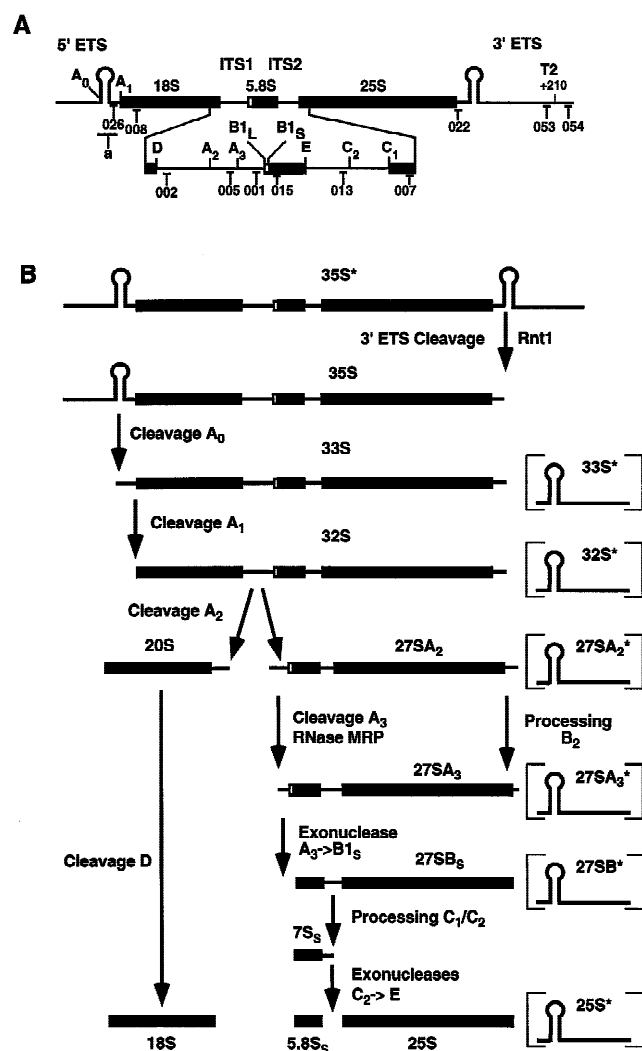 A
5' ETS
3' ETS
ITS1 ITS2
A0 A1 18S 5.8S 25S T2
+210
026 008 022 053 054
a
B1L B1S
D A2 A3 E C2 C1
002 005 001 015 013 007
B
35S*
3' ETS Cleavage Rnt1
35S
Cleavage A0
33S 33S*
Cleavage A1
32S 32S*
Cleavage A2
20S 27SA2 27SA2*
Cleavage A3
RNase MRP
Processing
B2
27SA3 27SA3*
Exonuclease
A3->B1S
Cleavage D
27SBS 27SB*
Processing C1/C2
7SS
Exonucleases
C2-> E
25S*
18S 5.8SS 25S